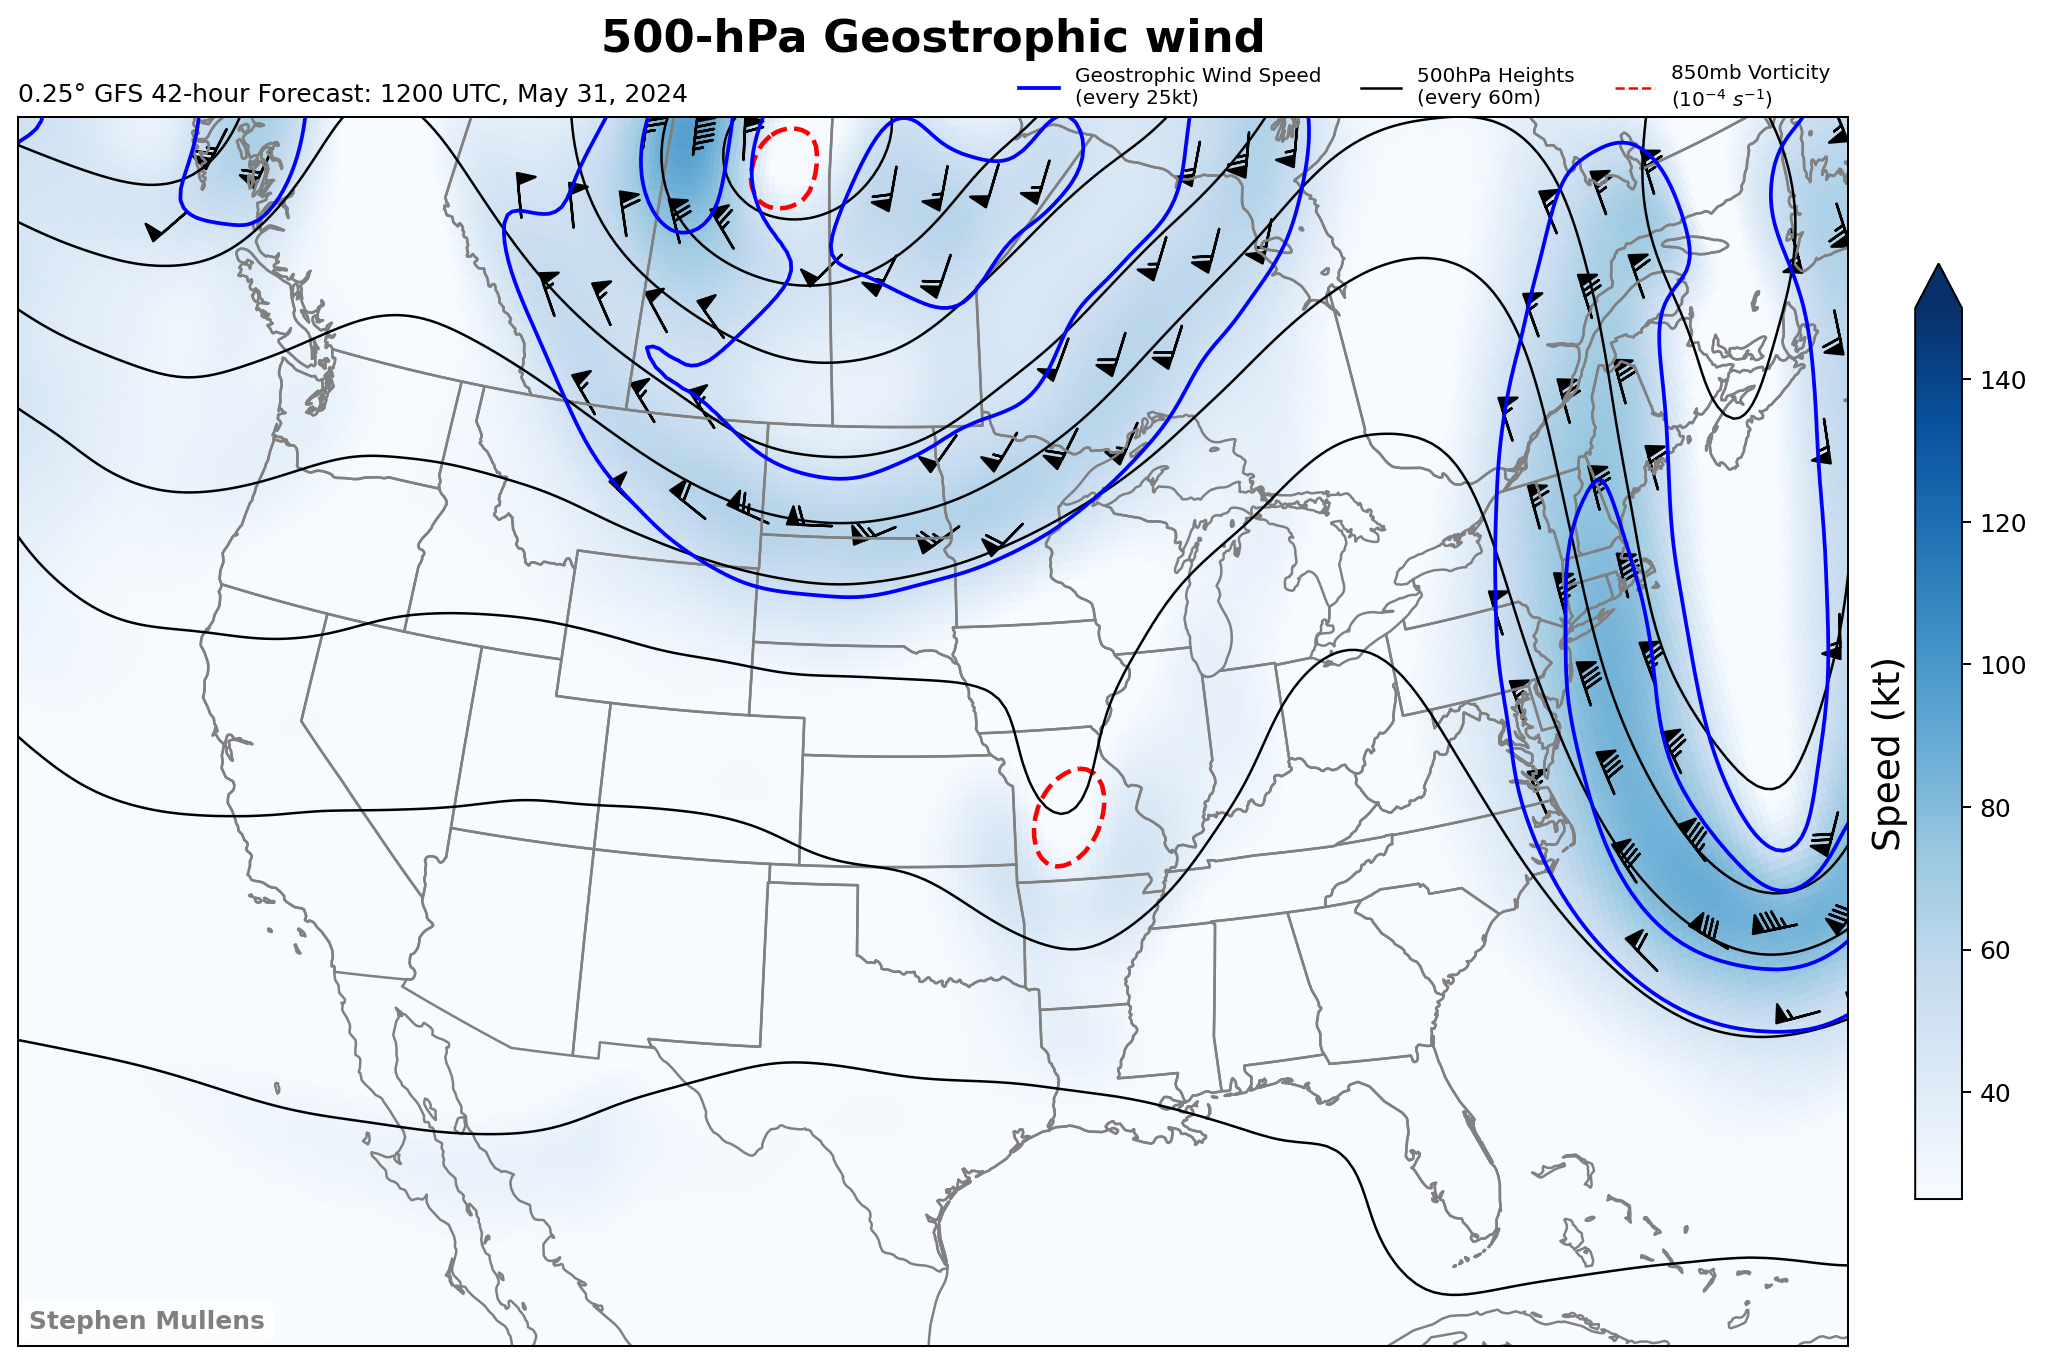 500-hPa Geostrophic wind
0.25° GFS 42-hour Forecast: 1200 UTC, May 31, 2024
Geostrophic Wind Speed
(every 25kt)
500hPa Heights
(every 60m)
850mb Vorticity
(10⁻⁴ s⁻¹)
140
120
100
80
60
40
Speed (kt)
Stephen Mullens